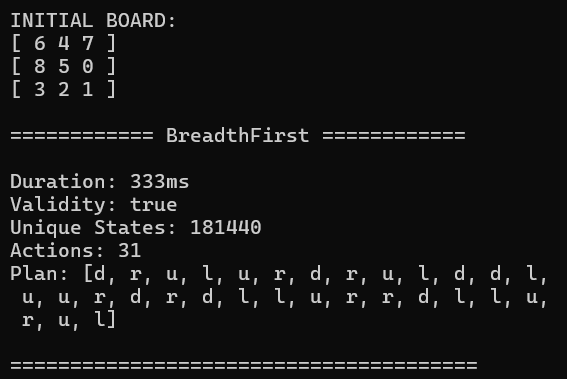 INITIAL BOARD:
[ 6 4 7 ]
[ 8 5 0 ]
[ 3 2 1 ]
============ BreadthFirst ============
Duration: 333ms
Validity: true
Unique States: 181440
Actions: 31
Plan: [d, r, u, l, u, r, d, r, u, l, d, d, l,
u, u, r, d, r, d, l, l, u, r, r, d, l, l, u,
r, u, l]
=======================================